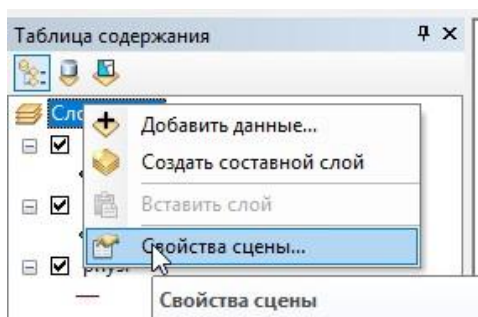 Таблица содержания
Добавить данные...
Создать составной слой
Вставить слой
Свойства сцены...
Свойства сцены